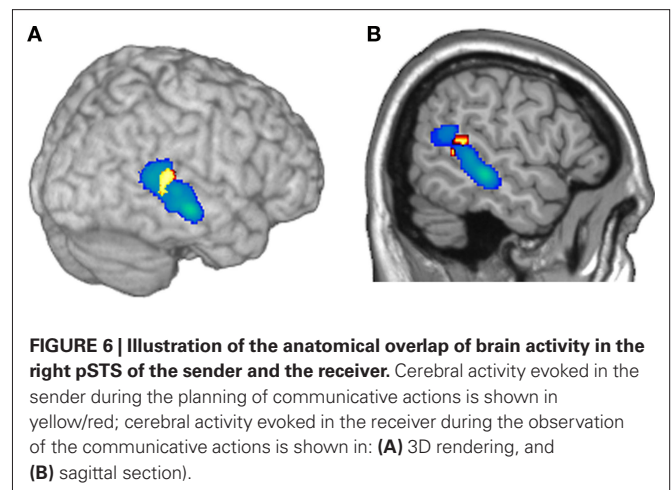 A
B
FIGURE 6 | Illustration of the anatomical overlap of brain activity in the
right pSTS of the sender and the receiver. Cerebral activity evoked in the
sender during the planning of communicative actions is shown in
yellow/red; cerebral activity evoked in the receiver during the observation
of the communicative actions is shown in: (A) 3D rendering, and
(B) sagittal section).